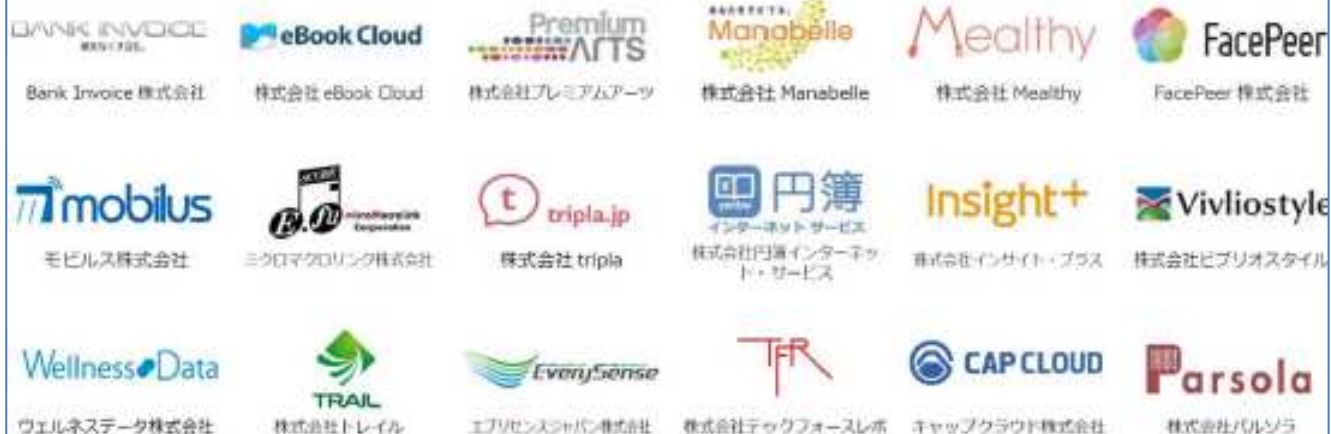 BANK INVOICE
eBook Cloud
Premium
Arts
Manabelle
Mealthy
FacePeer
Bank Invoice 株式会社
株式会社 eBook Cloud
株式会社プレミアムアーツ
株式会社 Manabelle
株式会社 Mealthy
FacePeer 株式会社
mobilus
E.Fu
Corporation
t
tripla.jp
円簿
インターネット サービス
Insight+
Vivliostyle
モビルス株式会社
ミクロマクロリンク株式会社
株式会社 tripla
株式会社円簿インターネッ
ト・サービス
株式会社インサイト・プラス
株式会社ビブリオスタイル
Wellness Data
TRAIL
EverySense
TFR
CAP CLOUD
Parsola
ウェルネスデータ株式会社
株式会社トレイル
エブリセンスジャパン株式会社
株式会社テックフォースレポ
キャップクラウド株式会社
株式会社パルソラ